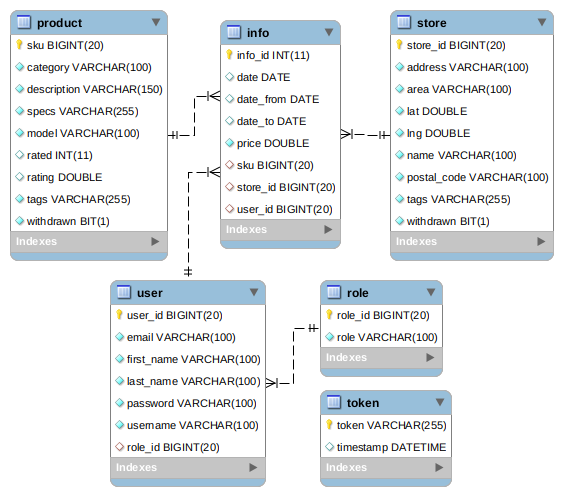 product
sku BIGINT(20)
category VARCHAR(100)
description VARCHAR(150)
specs VARCHAR(255)
model VARCHAR(100)
rated INT(11)
rating DOUBLE
tags VARCHAR(255)
withdrawn BIT(1)
Indexes
info
info_id INT(11)
date DATE
date_from DATE
date_to DATE
price DOUBLE
sku BIGINT(20)
store_id BIGINT(20)
user_id BIGINT(20)
Indexes
store
store_id BIGINT(20)
address VARCHAR(100)
area VARCHAR(100)
lat DOUBLE
lng DOUBLE
name VARCHAR(100)
postal_code VARCHAR(100)
tags VARCHAR(255)
withdrawn BIT(1)
Indexes
user
user_id BIGINT(20)
email VARCHAR(100)
first_name VARCHAR(100)
last_name VARCHAR(100)
password VARCHAR(100)
username VARCHAR(100)
role_id BIGINT(20)
Indexes
role
role_id BIGINT(20)
role VARCHAR(100)
Indexes
token
token VARCHAR(255)
timestamp DATETIME
Indexes